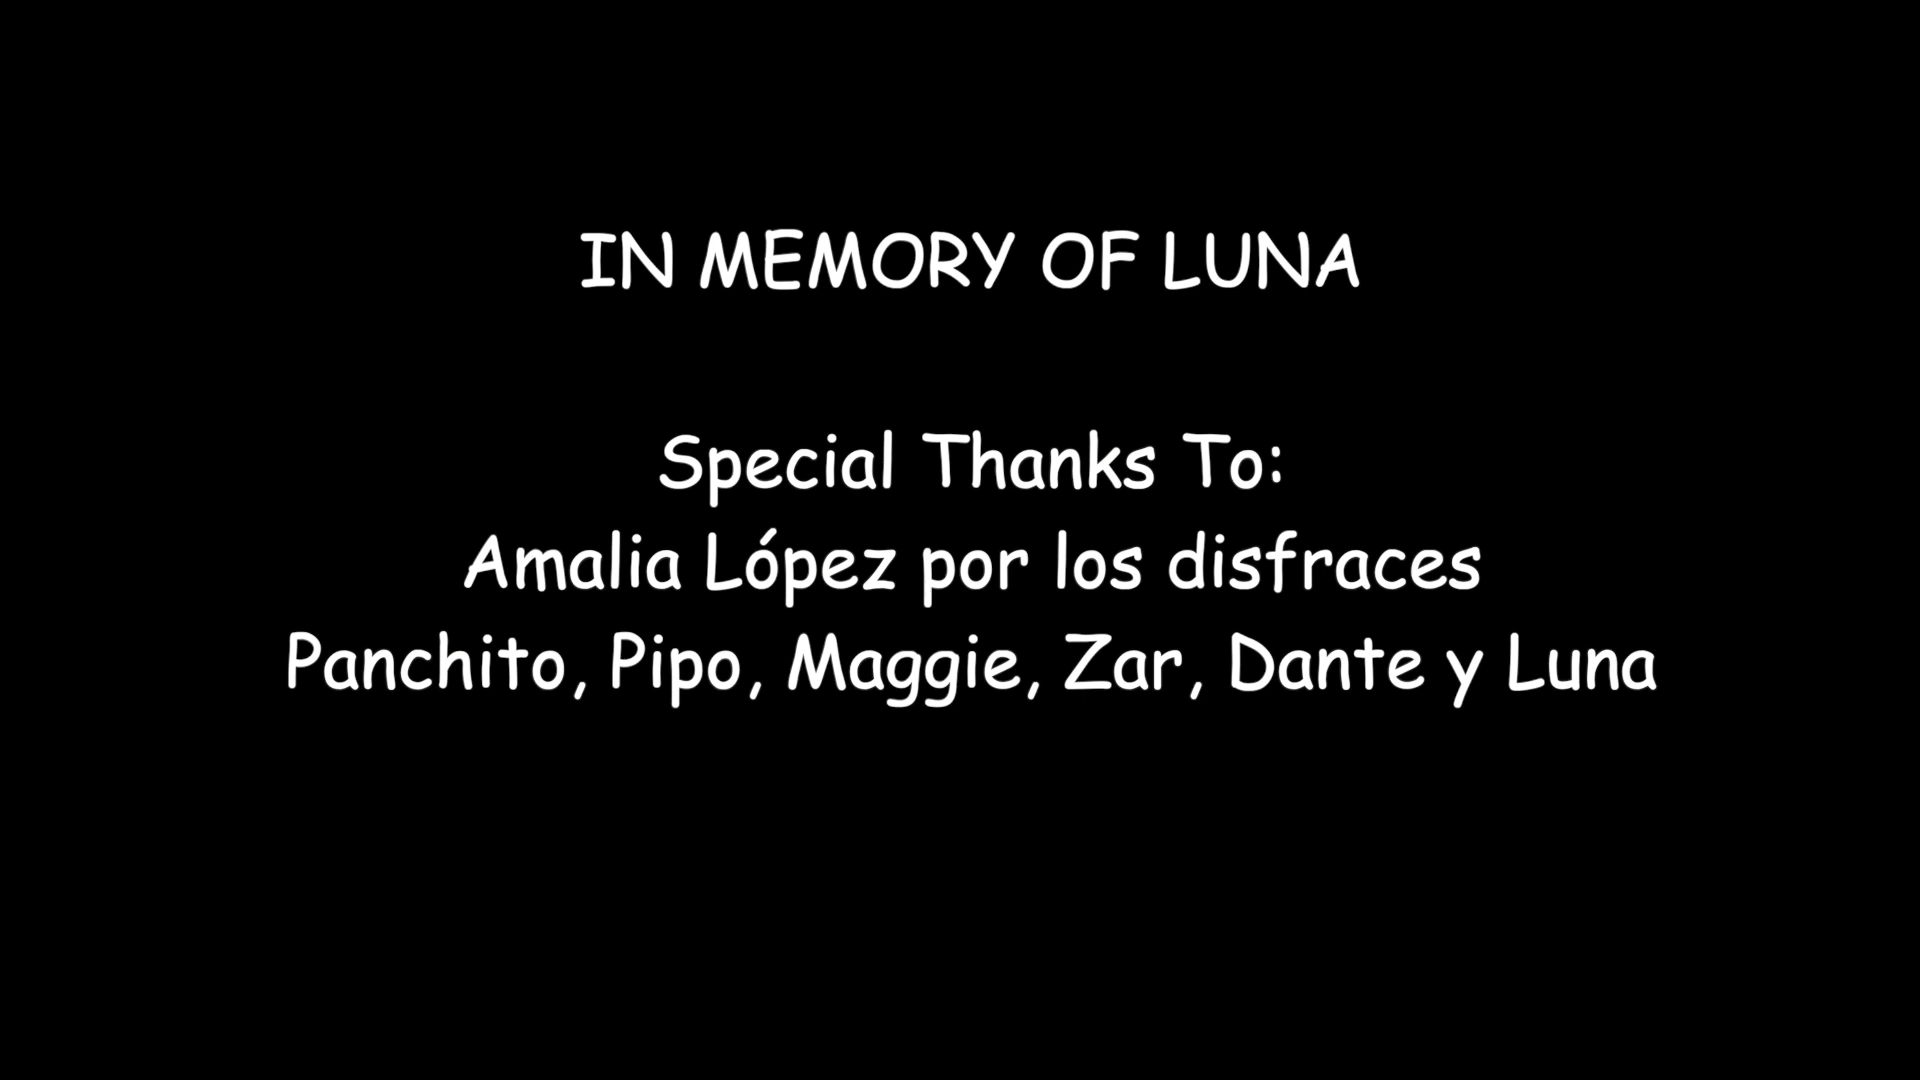 IN MEMORY OF LUNA
Special Thanks To:
Amalia López por los disfraces
Panchito, Pipo, Maggie, Zar, Dante y Luna